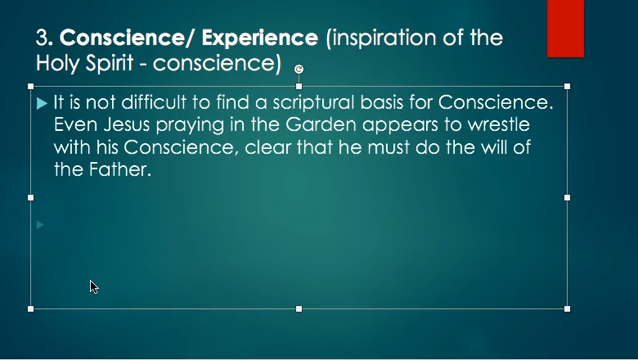 3. Conscience/ Experience (inspiration of the
Holy Spirit - conscience)
It is not difficult to find a scriptural basis for Conscience.
Even Jesus praying in the Garden appears to wrestle
with his Conscience, clear that he must do the will of
the Father.